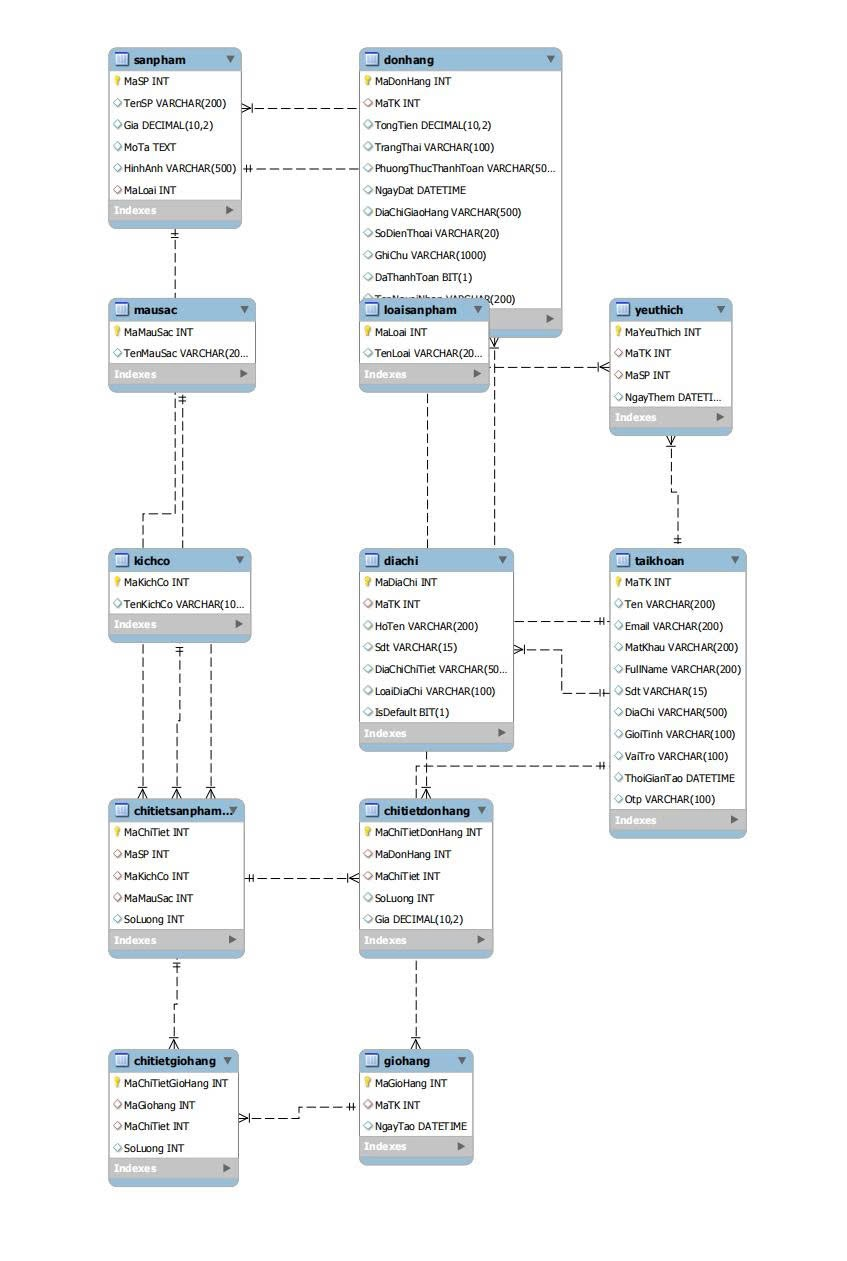 sanpham
MaSP INT
TenSP VARCHAR(200)
Gia DECIMAL(10,2)
MoTa TEXT
HinhAnh VARCHAR(500)
MaLoai INT
Indexes
donhang
MaDonHang INT
MaTK INT
TongTien DECIMAL(10,2)
TrangThai VARCHAR(100)
PhuongThucThanhToan VARCHAR(50...
NgayDat DATETIME
DiaChiGiaoHang VARCHAR(500)
SoDienThoai VARCHAR(20)
GhiChu VARCHAR(1000)
DaThanhToan BIT(1)
(200)
mausac
MaMauSac INT
TenMauSac VARCHAR(20...
Indexes
loaisanpham
MaLoai INT
TenLoai VARCHAR(20...
Indexes
yeuthich
MaYeuThich INT
MaTK INT
MaSP INT
NgayThem DATETI...
Indexes
kichco
MaKichCo INT
TenKichCo VARCHAR(10...
Indexes
diachi
MaDiaChi INT
MaTK INT
HoTen VARCHAR(200)
Sdt VARCHAR(15)
DiaChiChiTiet VARCHAR(50...
LoaiDiaChi VARCHAR(100)
IsDefault BIT(1)
Indexes
taikhoan
MaTK INT
Ten VARCHAR(200)
Email VARCHAR(200)
MatKhau VARCHAR(200)
FullName VARCHAR(200)
Sdt VARCHAR(15)
DiaChi VARCHAR(500)
GioiTinh VARCHAR(100)
VaiTro VARCHAR(100)
ThoiGianTao DATETIME
Otp VARCHAR(100)
Indexes
chitietsanpham...
MaChiTiet INT
MaSP INT
MaKichCo INT
MaMauSac INT
SoLuong INT
Indexes
chitietdonhang
MaChiTietDonHang INT
MaDonHang INT
MaChiTiet INT
SoLuong INT
Gia DECIMAL(10,2)
Indexes
chitietgiohang
MaChiTietGioHang INT
MaGiohang INT
MaChiTiet INT
SoLuong INT
Indexes
giohang
MaGioHang INT
MaTK INT
NgayTao DATETIME
Indexes